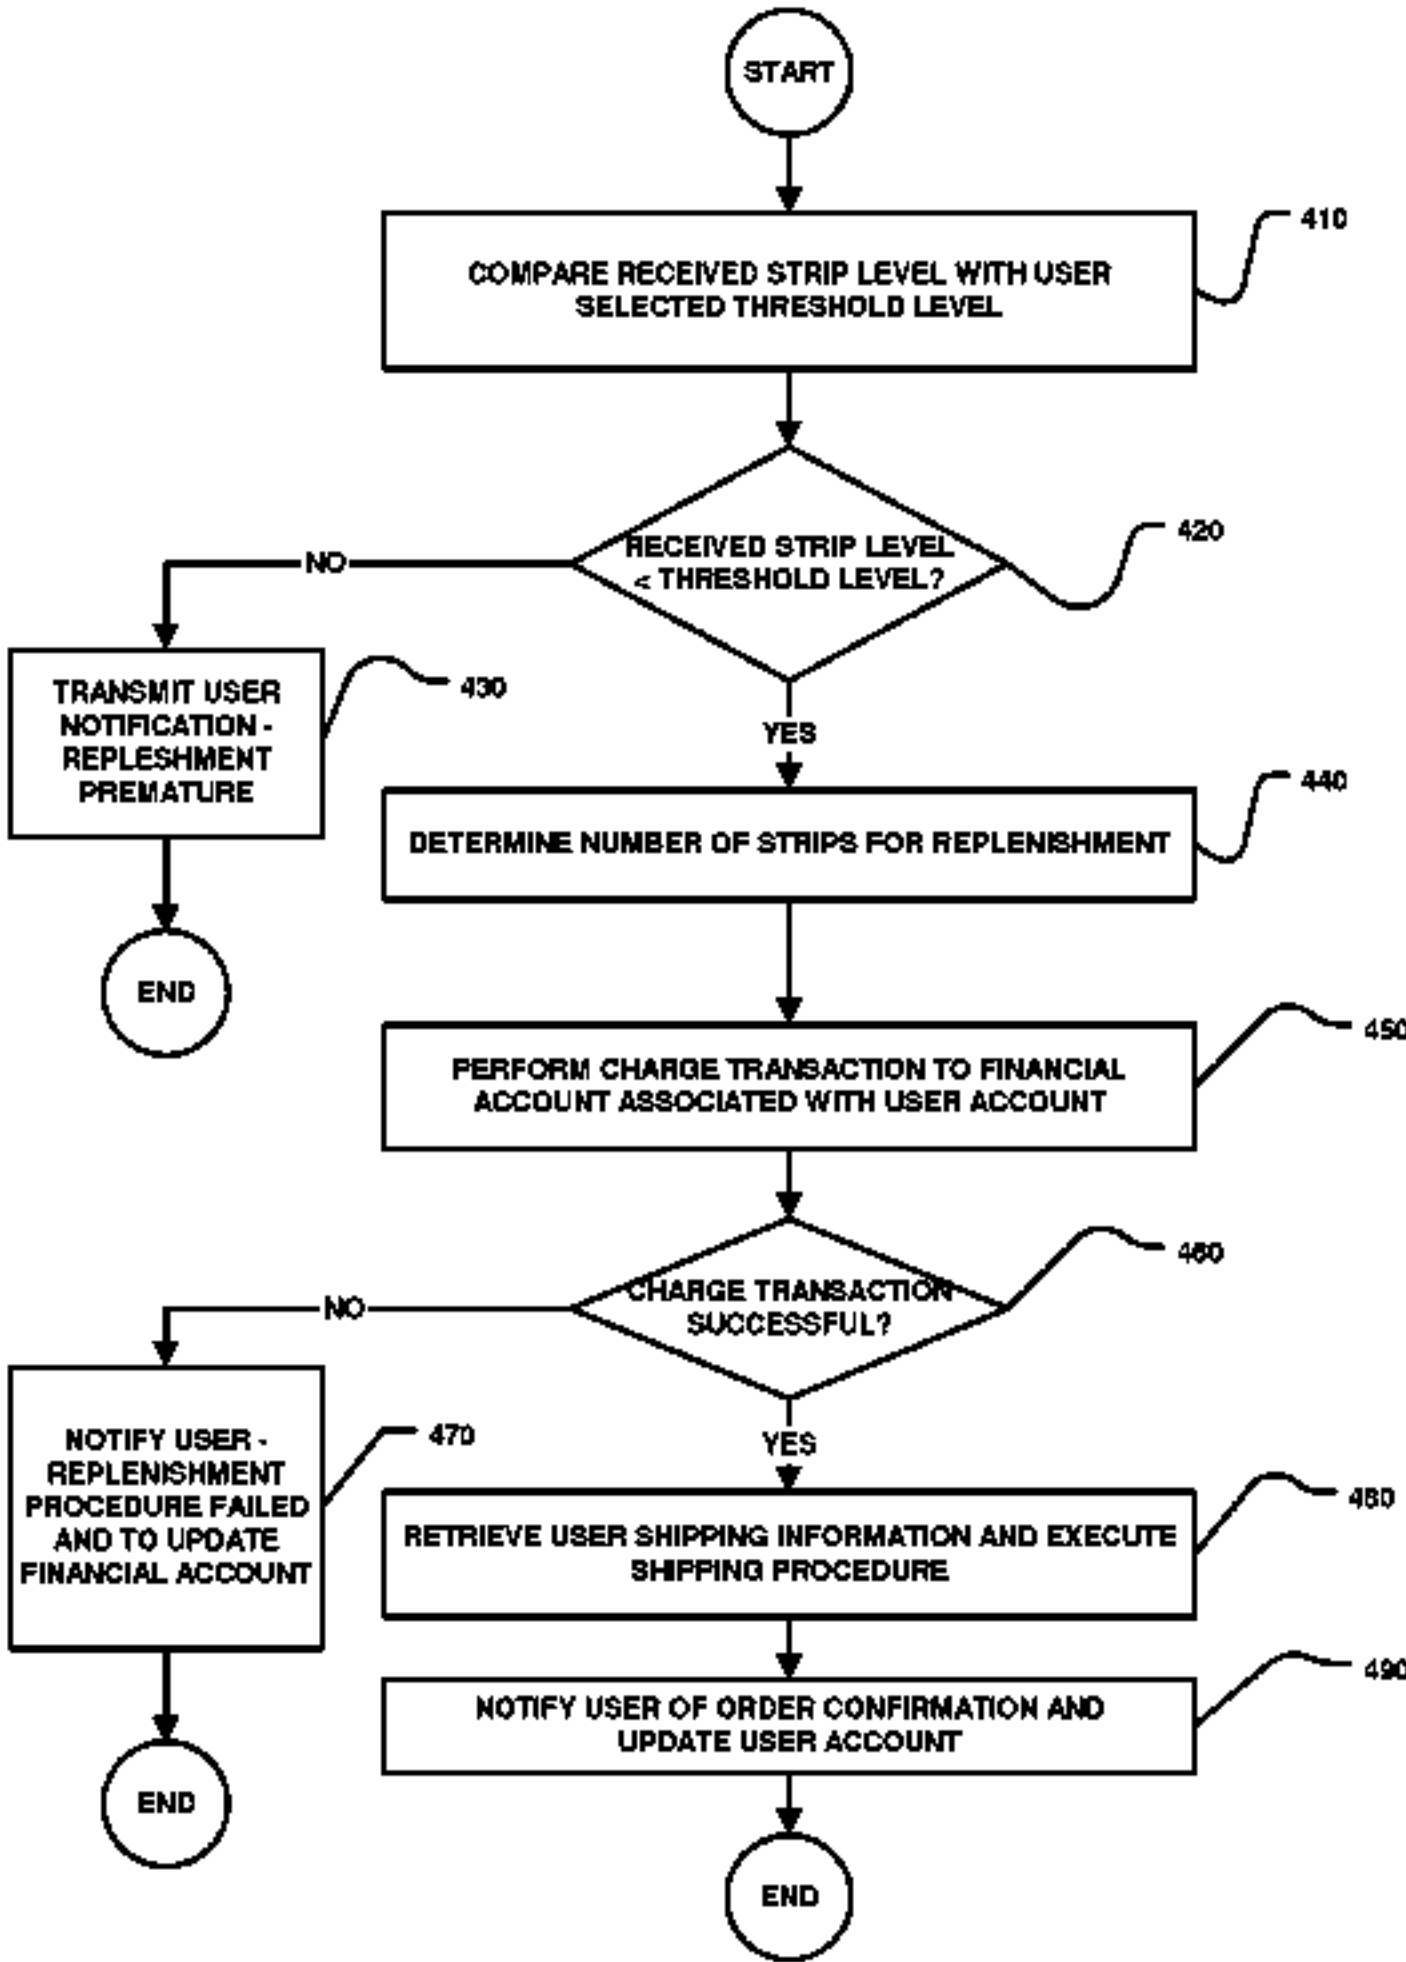 START
COMPARE RECEIVED STRIP LEVEL WITH USER
SELECTED THRESHOLD LEVEL
410
RECEIVED STRIP LEVEL
< THRESHOLD LEVEL?
420
NO
TRANSMIT USER
NOTIFICATION -
REPLESHMENT
PREMATURE
430
END
YES
DETERMINE NUMBER OF STRIPS FOR REPLENISHMENT
440
PERFORM CHARGE TRANSACTION TO FINANCIAL
ACCOUNT ASSOCIATED WITH USER ACCOUNT
450
CHARGE TRANSACTION
SUCCESSFUL?
460
NO
NOTIFY USER -
REPLENISHMENT
PROCEDURE FAILED
AND TO UPDATE
FINANCIAL ACCOUNT
470
END
YES
RETRIEVE USER SHIPPING INFORMATION AND EXECUTE
SHIPPING PROCEDURE
480
NOTIFY USER OF ORDER CONFIRMATION AND
UPDATE USER ACCOUNT
490
END